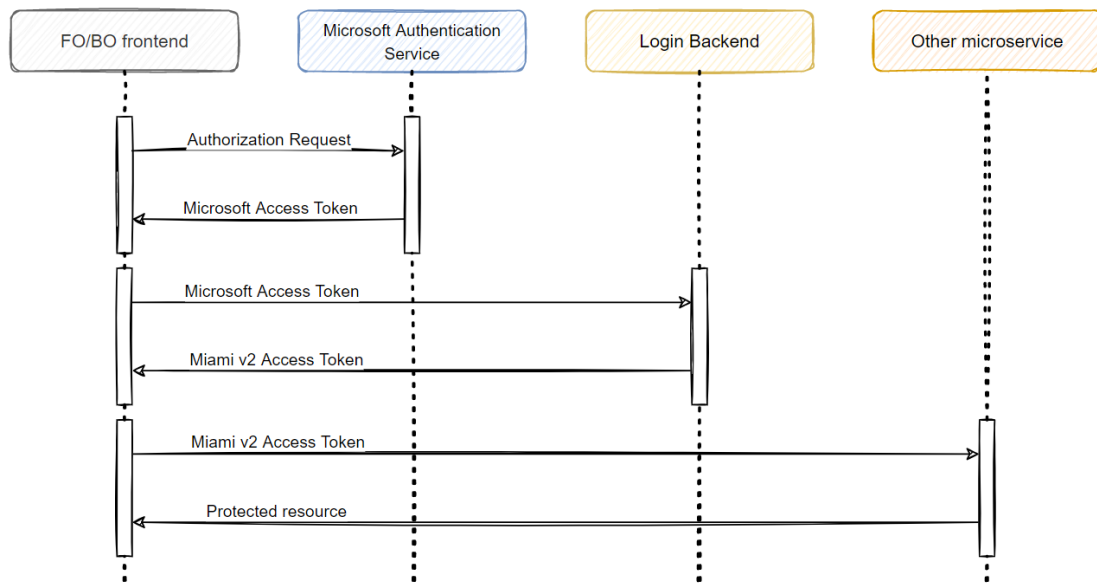 FO/BO frontend
Microsoft Authentication
Service
Login Backend
Other microservice
Authorization Request
Microsoft Access Token
Microsoft Access Token
Miami v2 Access Token
Miami v2 Access Token
Protected resource